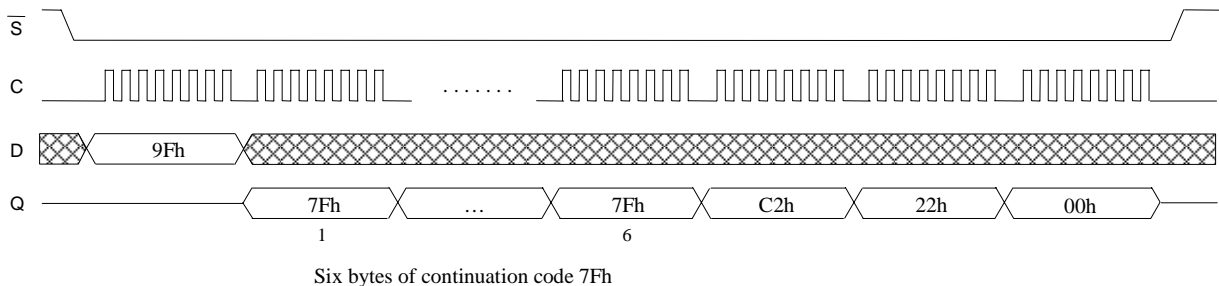 S
C
.......
D 9Fh
Q 7Fh ... 7Fh C2h 22h 00h
1 6
Six bytes of continuation code 7Fh